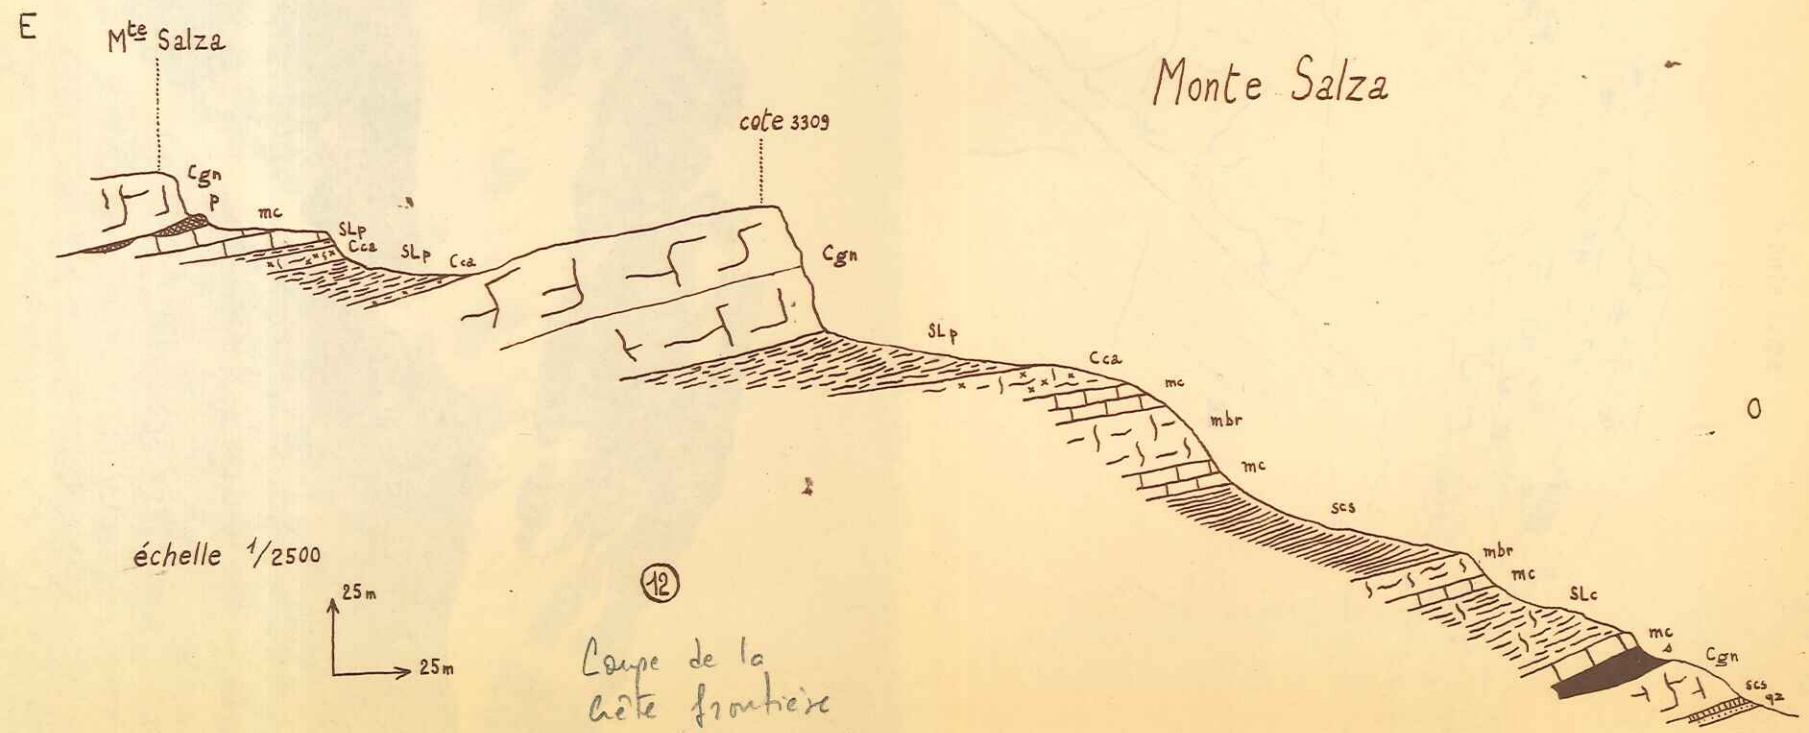 E
Mte Salza
Monte Salza
cote 3309
Cgn
p
mc
SLp
Cca
SLp
Cca
Cgn
SLp
Cca
mc
mbr
mc
O
scs
mbr
mc
SLc
mc
s
Cgn
scs
qz
échelle 1/2500
25m
25m
12
Coupe de la
Crête frontière